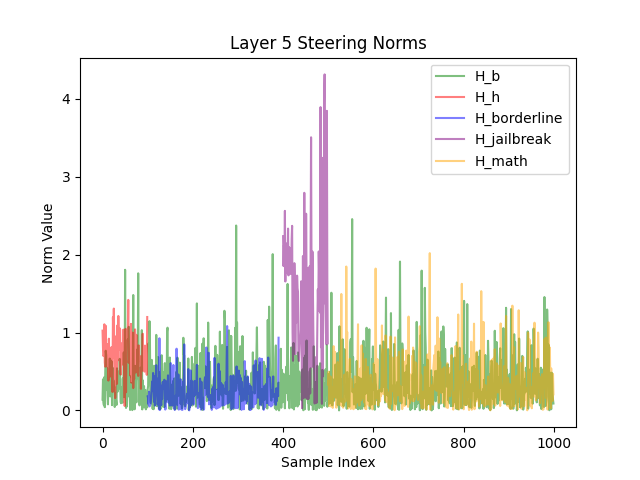 Layer 5 Steering Norms
H_b
H_h
H_borderline
H_jailbreak
H_math
Norm Value
4
3
2
1
0
0 200 400 600 800 1000
Sample Index